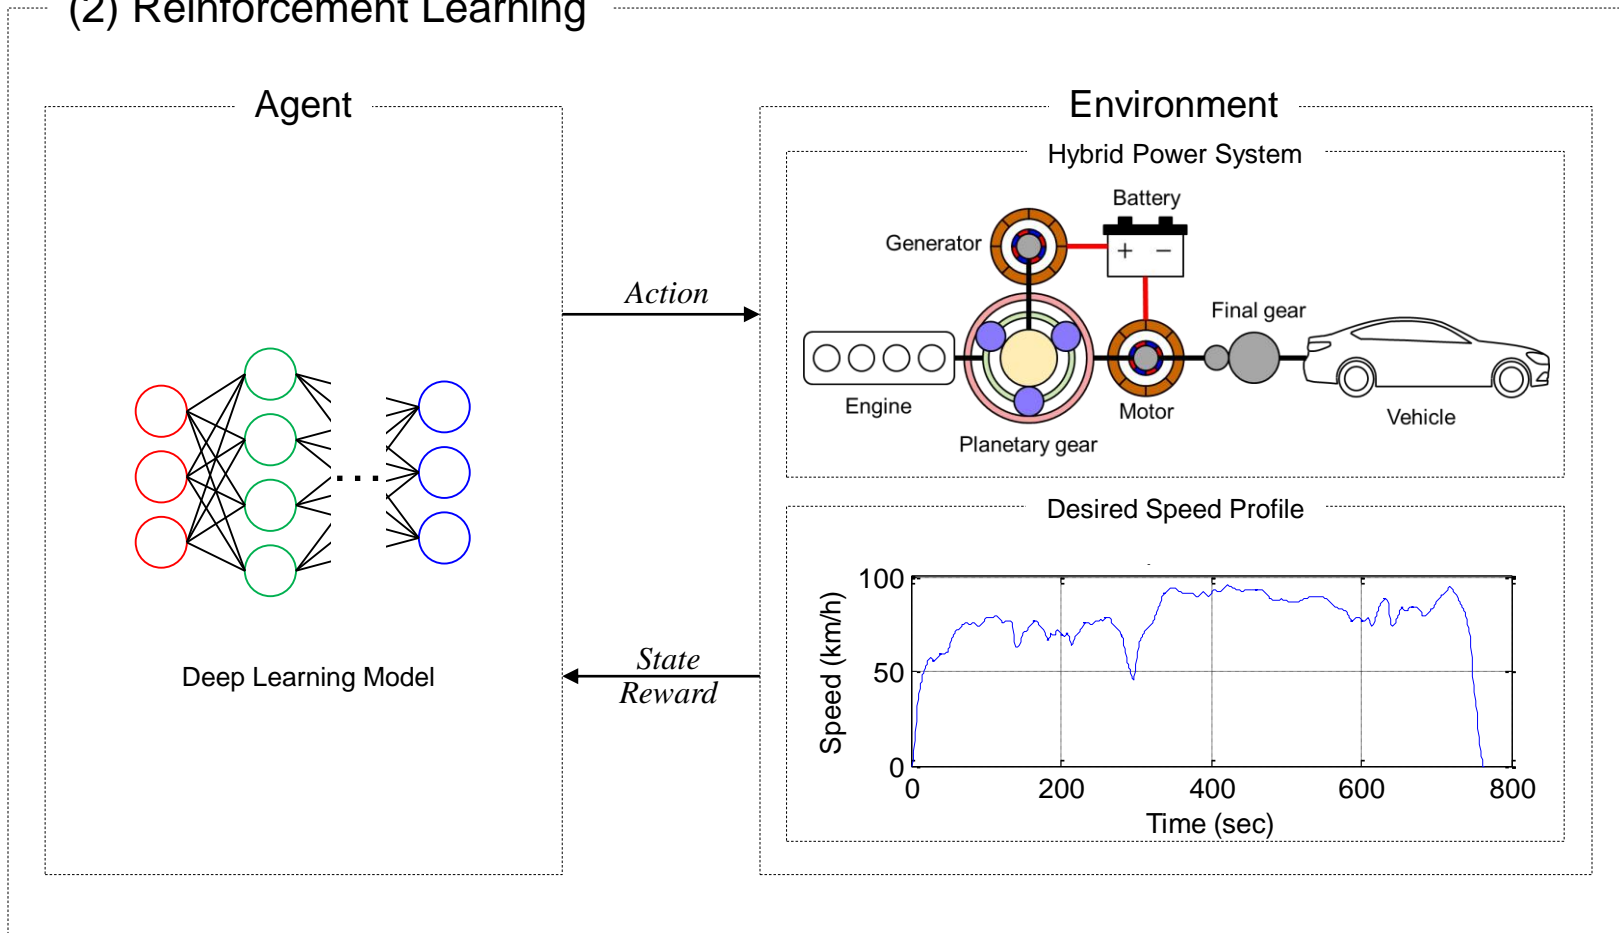 (2) Reinforcement Learning
Agent
Environment
Hybrid Power System
Battery
Generator
+ −
Action
Final gear
Engine
Motor
Vehicle
Planetary gear
...
Deep Learning Model
State
Reward
Desired Speed Profile
Speed (km/h)
100
50
0
0 200 400 600 800
Time (sec)